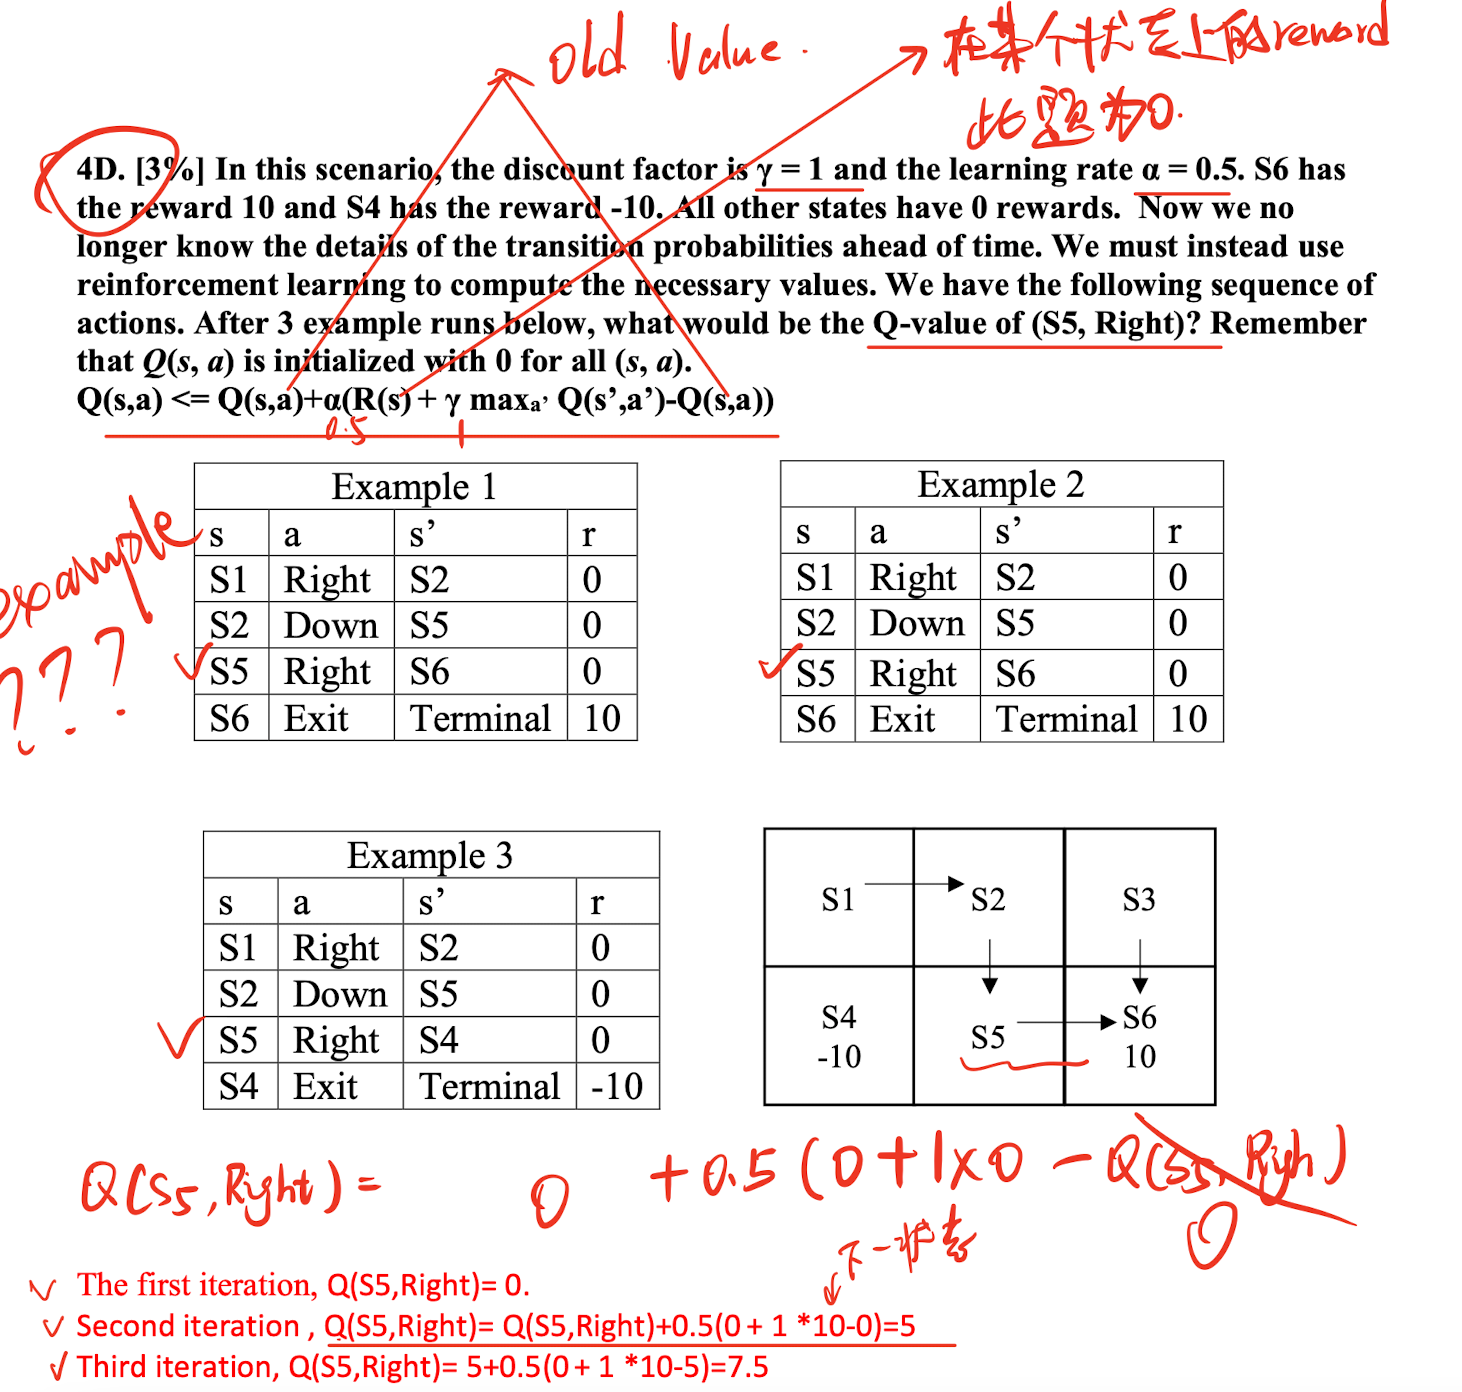 old Value.
在某个状态上的reword
此题为0.
4D. [3%] In this scenario, the discount factor is γ = 1 and the learning rate α = 0.5. S6 has
the reward 10 and S4 has the reward -10. All other states have 0 rewards. Now we no
longer know the details of the transition probabilities ahead of time. We must instead use
reinforcement learning to compute the necessary values. We have the following sequence of
actions. After 3 example runs below, what would be the Q-value of (S5, Right)? Remember
that Q(s, a) is initialized with 0 for all (s, a).
Q(s,a) <= Q(s,a)+α(R(s) + γ maxa’ Q(s’,a’)-Q(s,a))
0.5 1
example
???
Example 1
s a s’ r
S1 Right S2 0
S2 Down S5 0
S5 Right S6 0
S6 Exit Terminal 10
Example 2
s a s’ r
S1 Right S2 0
S2 Down S5 0
S5 Right S6 0
S6 Exit Terminal 10
Example 3
s a s’ r
S1 Right S2 0
S2 Down S5 0
S5 Right S4 0
S4 Exit Terminal -10
S1 S2 S3
S4 S5 S6
-10 10
Q(S5,Right)= 0 +0.5(0+1×0-Q(S5,Righ)
0
下一状态
The first iteration, Q(S5,Right)= 0.
Second iteration , Q(S5,Right)= Q(S5,Right)+0.5(0 + 1 *10-0)=5
Third iteration, Q(S5,Right)= 5+0.5(0 + 1 *10-5)=7.5